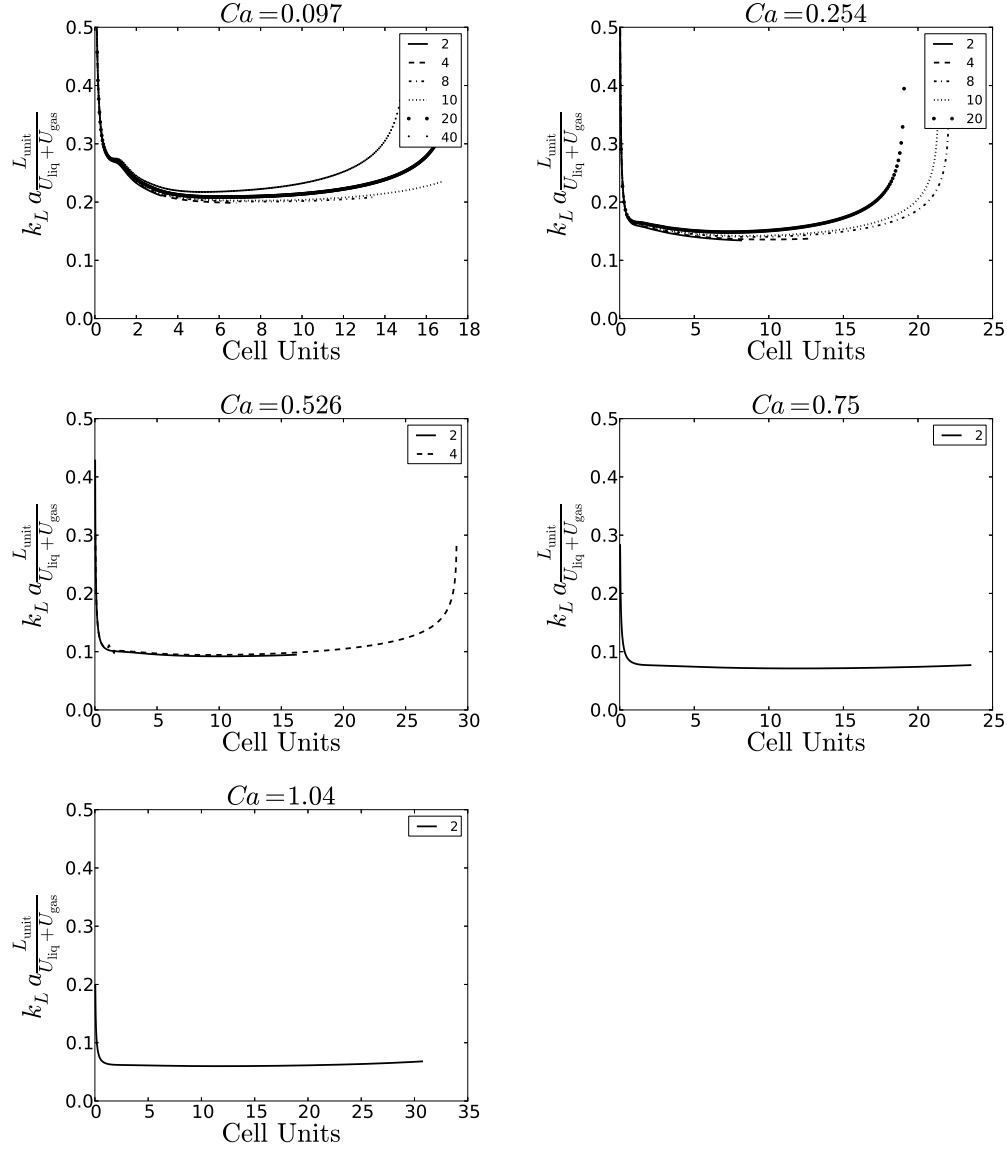 Ca=0.097
0.5
0.4
0.3
0.2
0.1
0.0
0 2 4 6 8 10 12 14 16 18
Cell Units
k_L a L_unit / U_liq+U_gas
2
4
8
10
20
40
Ca=0.254
0.5
0.4
0.3
0.2
0.1
0.0
0 5 10 15 20 25
Cell Units
k_L a L_unit / U_liq+U_gas
2
4
8
10
20
Ca=0.526
0.5
0.4
0.3
0.2
0.1
0.0
0 5 10 15 20 25 30
Cell Units
k_L a L_unit / U_liq+U_gas
2
4
Ca=0.75
0.5
0.4
0.3
0.2
0.1
0.0
0 5 10 15 20 25
Cell Units
k_L a L_unit / U_liq+U_gas
2
Ca=1.04
0.5
0.4
0.3
0.2
0.1
0.0
0 5 10 15 20 25 30 35
Cell Units
k_L a L_unit / U_liq+U_gas
2